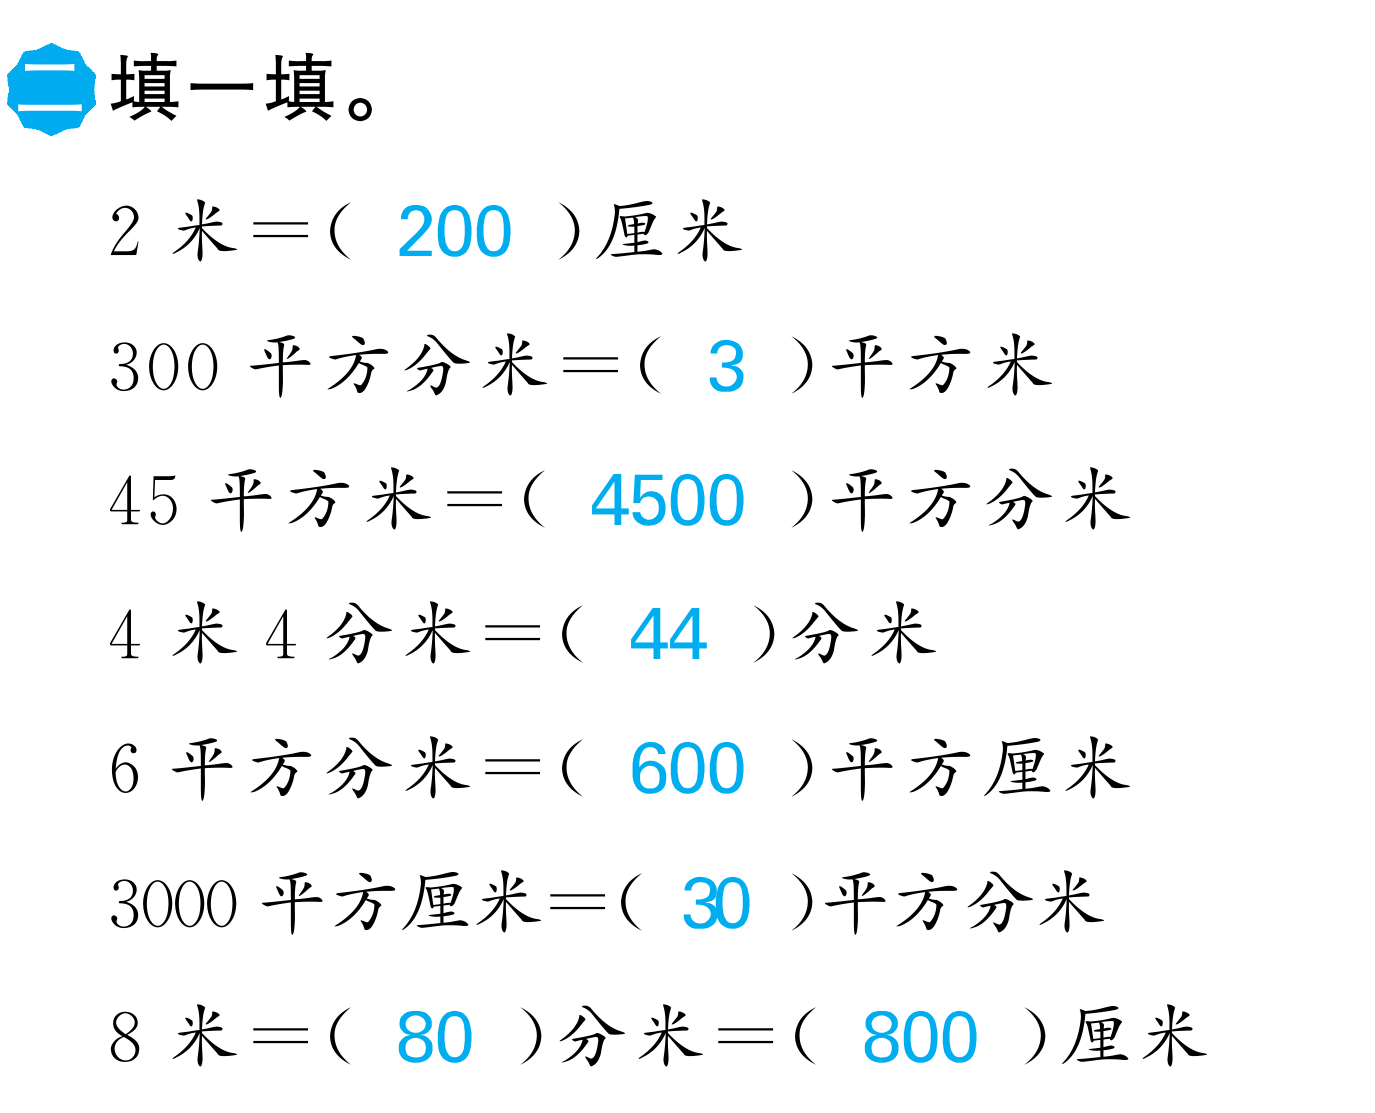 二 填一填。
2 米=( 200 )厘米
300 平方分米=( 3 )平方米
45 平方米=( 4500 )平方分米
4 米 4 分米=( 44 )分米
6 平方分米=( 600 )平方厘米
3000 平方厘米=( 30 )平方分米
8 米=( 80 )分米=( 800 )厘米